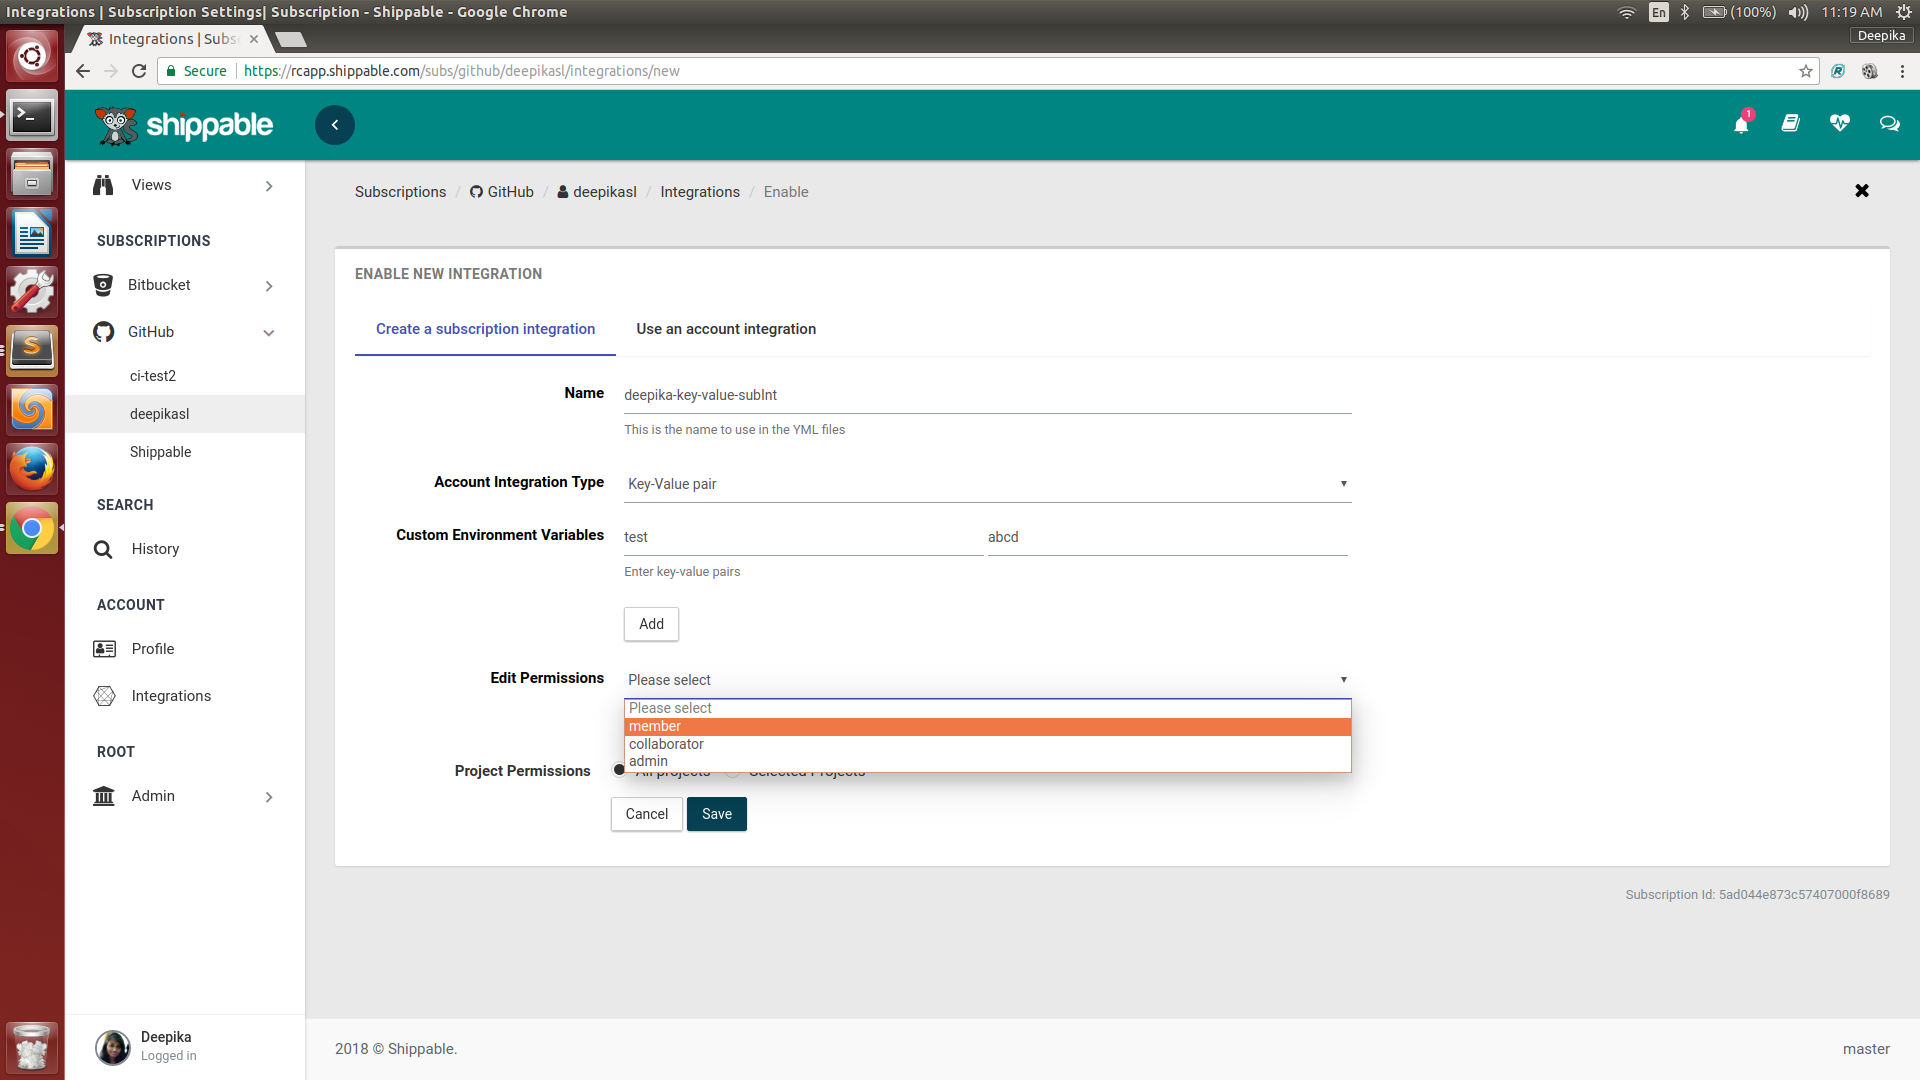 Integrations | Subscription Settings| Subscription - Shippable - Google Chrome
En
(100%)
11:19 AM
Integrations | Subs
Deepika
Secure
https://rcapp.shippable.com/subs/github/deepikasl/integrations/new
shippable
1
Views
Subscriptions / GitHub / deepikasl / Integrations / Enable
SUBSCRIPTIONS
Bitbucket
GitHub
ci-test2
deepikasl
Shippable
SEARCH
History
ACCOUNT
Profile
Integrations
ROOT
Admin
Deepika
Logged in
ENABLE NEW INTEGRATION
Create a subscription integration
Use an account integration
Name
deepika-key-value-subInt
This is the name to use in the YML files
Account Integration Type
Key-Value pair
Custom Environment Variables
test
abcd
Enter key-value pairs
Add
Edit Permissions
Please select
Please select
member
collaborator
admin
Project Permissions
All projects
Selected Projects
Cancel
Save
Subscription Id: 5ad044e873c57407000f8689
2018 © Shippable.
master